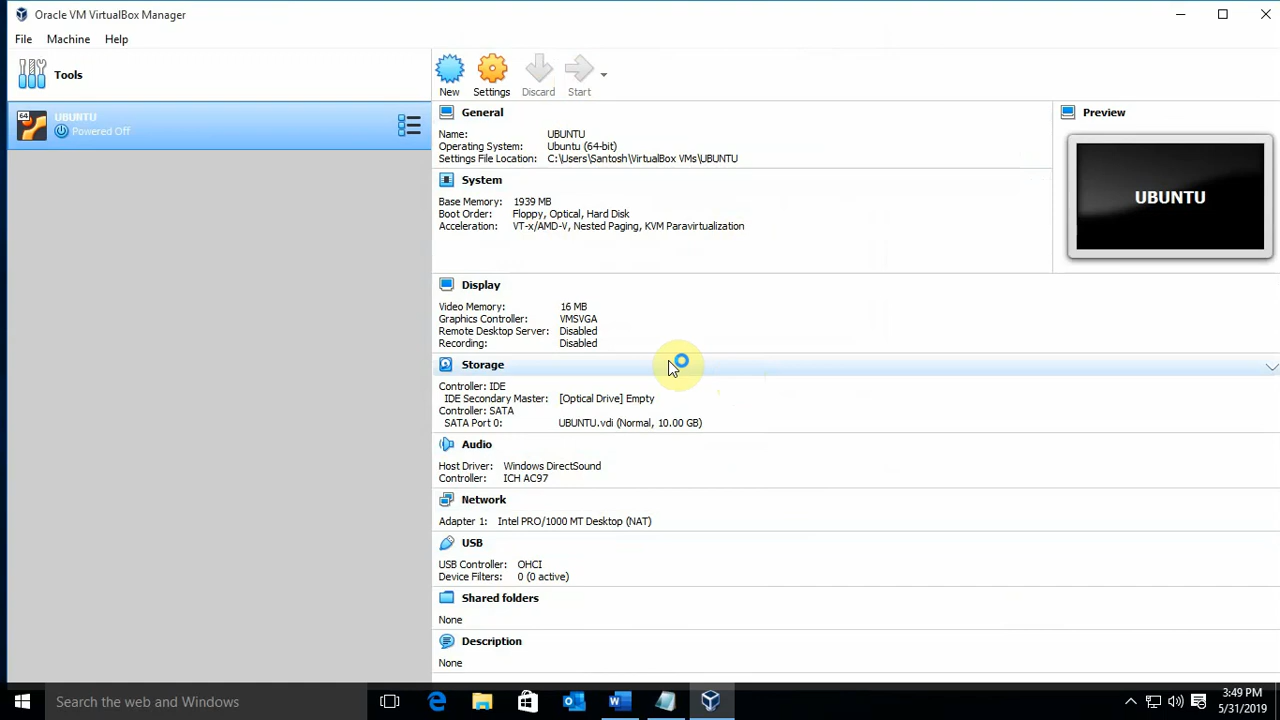 Oracle VM VirtualBox Manager
File Machine Help
Tools
New Settings Discard Start
64 UBUNTU
Powered Off
General
Name: UBUNTU
Operating System: Ubuntu (64-bit)
Settings File Location: C:\Users\Santosh\VirtualBox VMs\UBUNTU
Preview
UBUNTU
System
Base Memory: 1939 MB
Boot Order: Floppy, Optical, Hard Disk
Acceleration: VT-x/AMD-V, Nested Paging, KVM Paravirtualization
Display
Video Memory: 16 MB
Graphics Controller: VMSVGA
Remote Desktop Server: Disabled
Recording: Disabled
Storage
Controller: IDE
IDE Secondary Master: [Optical Drive] Empty
Controller: SATA
SATA Port 0: UBUNTU.vdi (Normal, 10.00 GB)
Audio
Host Driver: Windows DirectSound
Controller: ICH AC97
Network
Adapter 1: Intel PRO/1000 MT Desktop (NAT)
USB
USB Controller: OHCI
Device Filters: 0 (0 active)
Shared folders
None
Description
None
Search the web and Windows
3:49 PM
5/31/2019